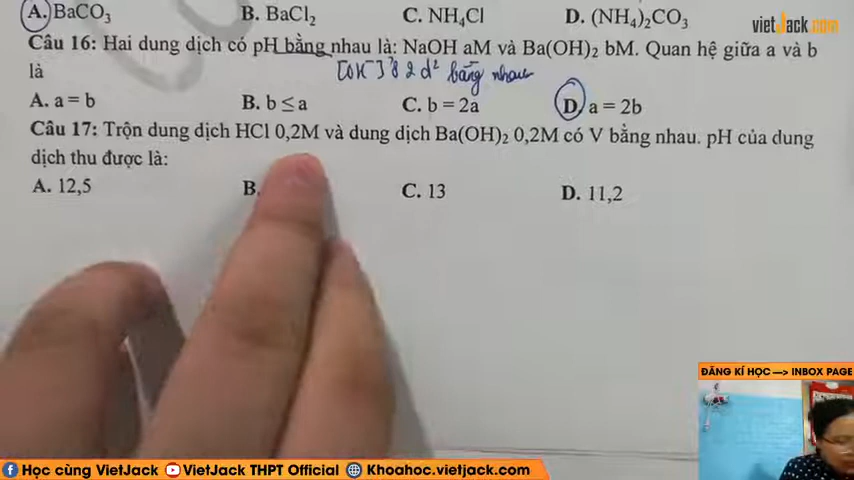 A. BaCO₃ B. BaCl₂ C. NH₄Cl D. (NH₄)₂CO₃
vietJack.com
Câu 16: Hai dung dịch có pH bằng nhau là: NaOH aM và Ba(OH)₂ bM. Quan hệ giữa a và b
là
[OH⁻] ở 2 d² bằng nhau
A. a = b B. b ≤ a C. b = 2a D. a = 2b
Câu 17: Trộn dung dịch HCl 0,2M và dung dịch Ba(OH)₂ 0,2M có V bằng nhau. pH của dung
dịch thu được là:
A. 12,5 B. C. 13 D. 11,2
ĐĂNG KÍ HỌC —> INBOX PAGE
Học cùng VietJack VietJack THPT Official Khoahoc.vietjack.com